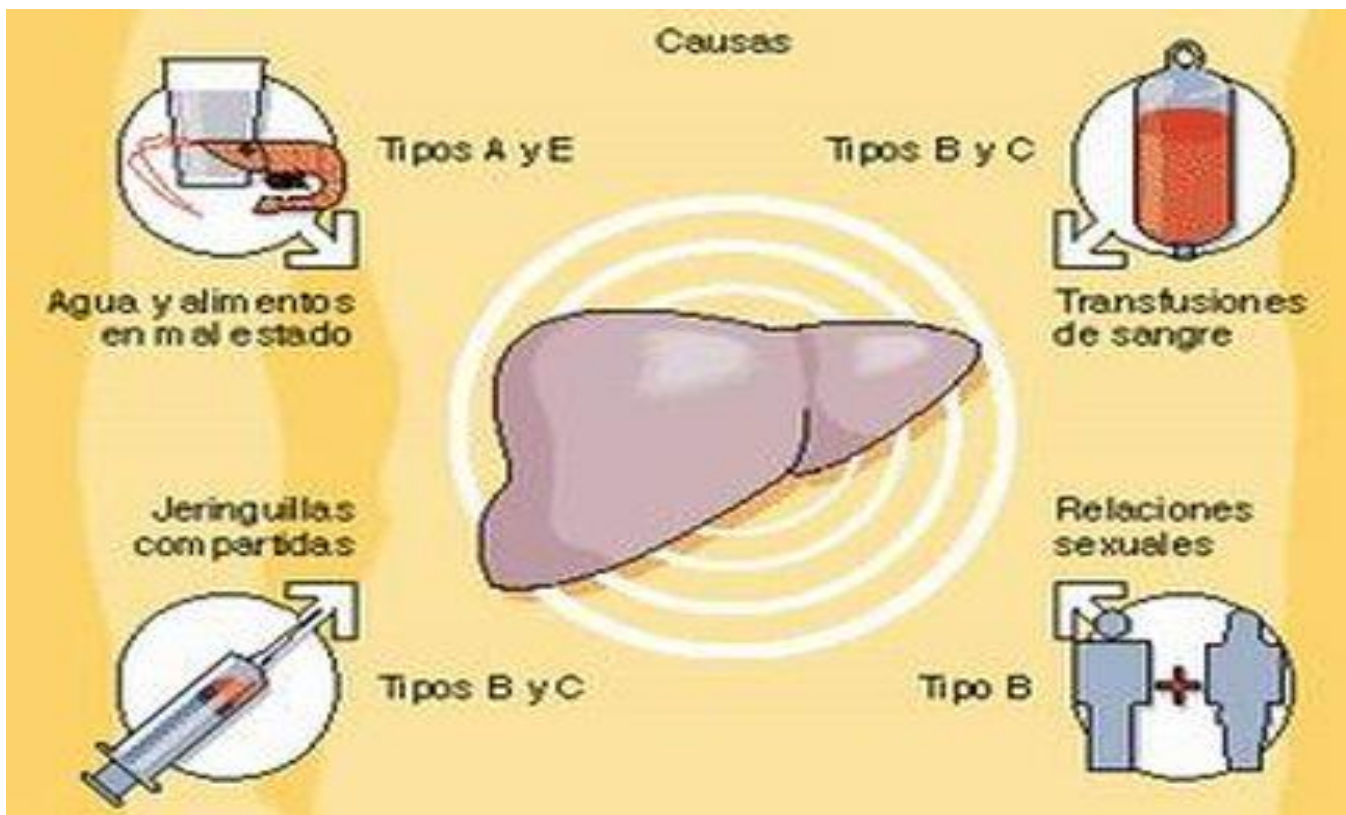 Causas
Tipos A y E
Tipos B y C
Agua y alimentos
en mal estado
Transfusiones
de sangre
Jeringuillas
compartidas
Relaciones
sexuales
Tipos B y C
Tipo B